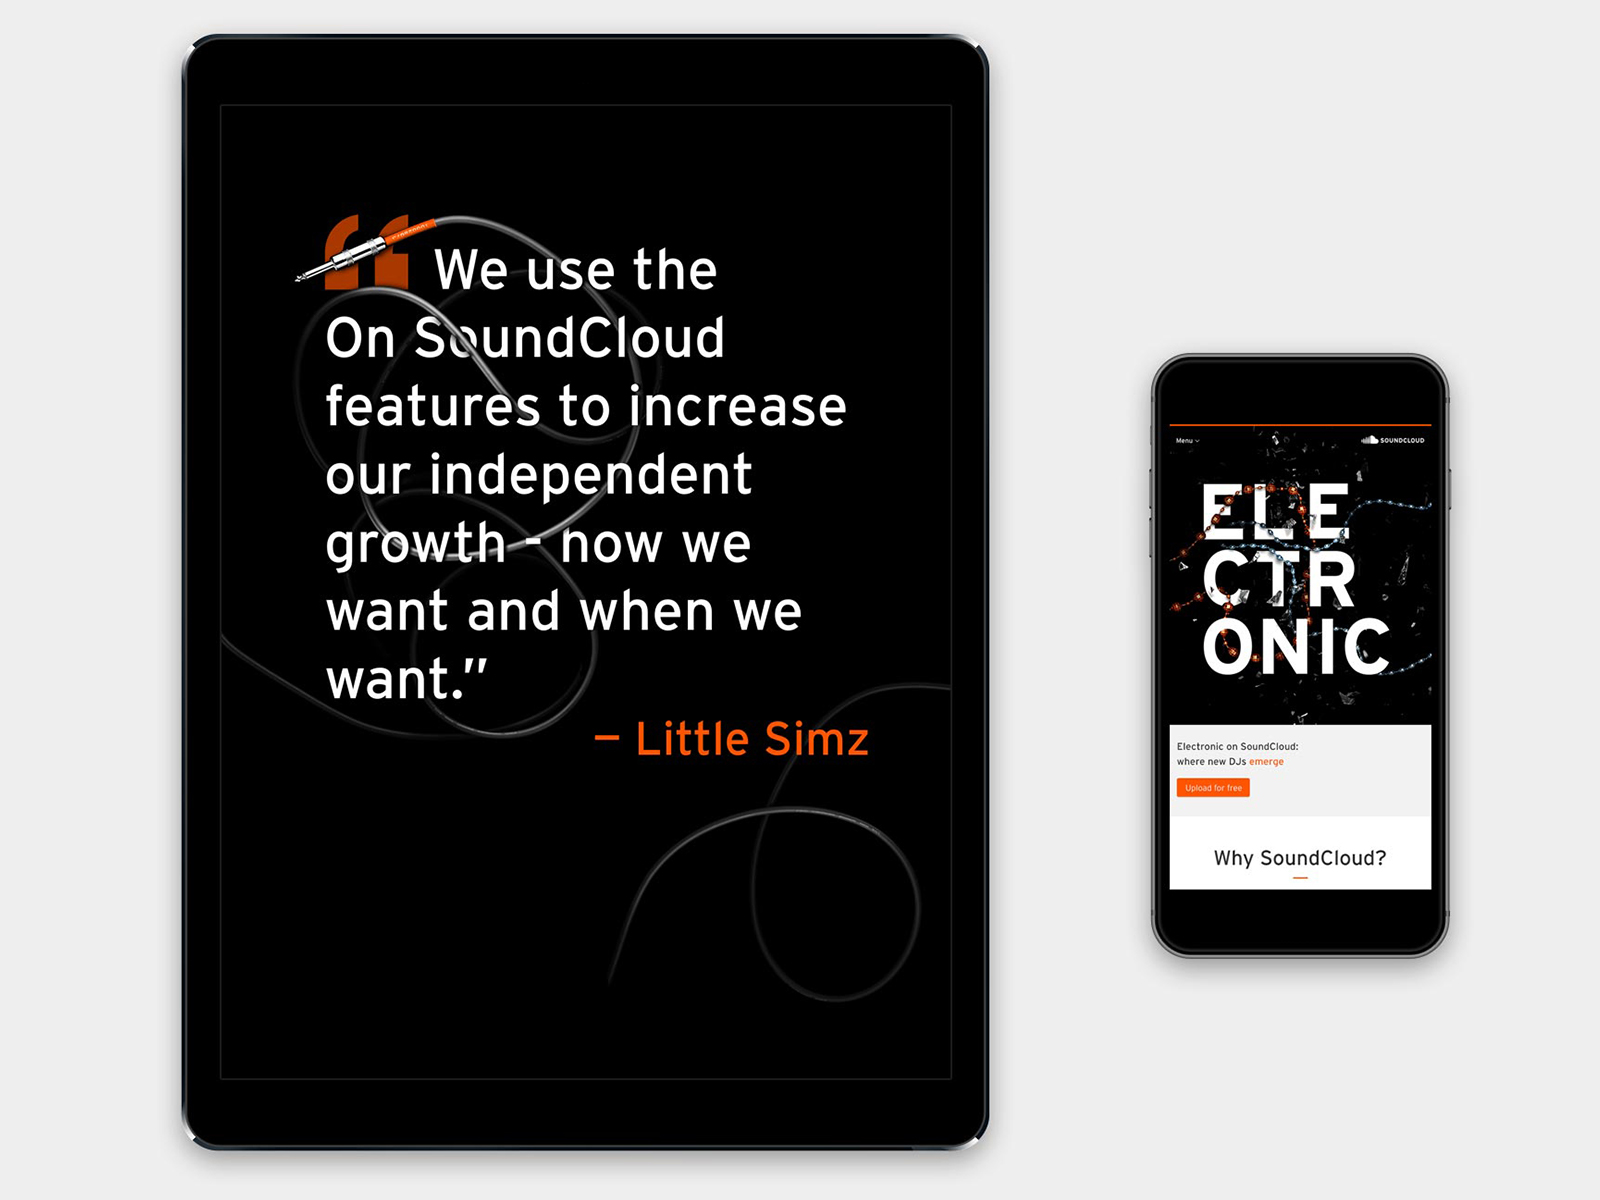 “ We use the
On SoundCloud
features to increase
our independent
growth - how we
want and when we
want.”
– Little Simz
Menu
SOUNDCLOUD
ELE
CTR
ONIC
Electronic on SoundCloud:
where new DJs emerge
Upload for free
Why SoundCloud?